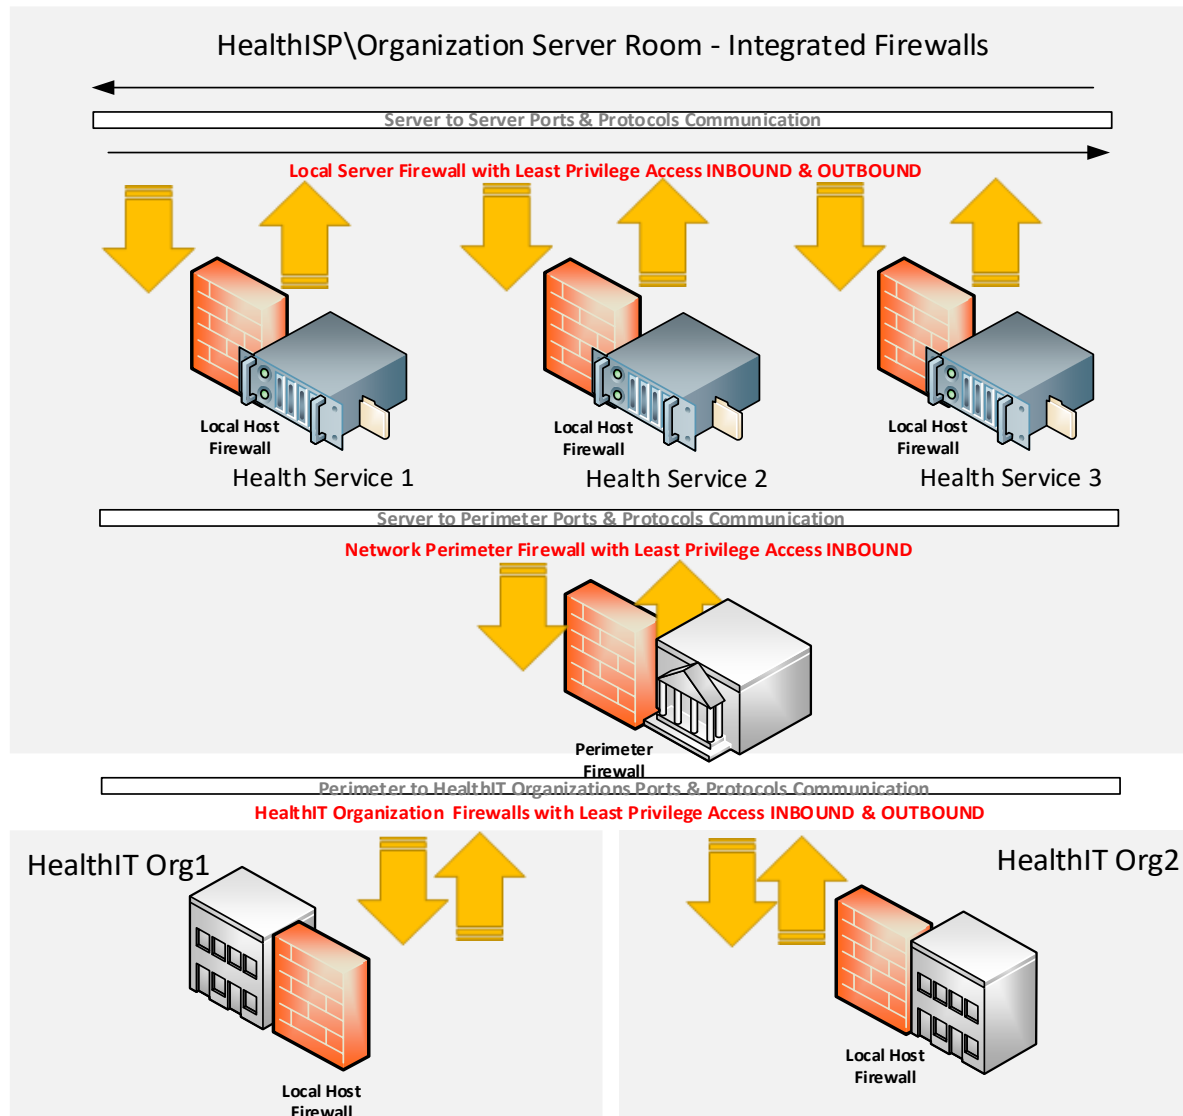 HealthISP\Organization Server Room - Integrated Firewalls
Server to Server Ports & Protocols Communication
Local Server Firewall with Least Privilege Access INBOUND & OUTBOUND
Local Host
Firewall
Health Service 1
Local Host
Firewall
Health Service 2
Local Host
Firewall
Health Service 3
Server to Perimeter Ports & Protocols Communication
Network Perimeter Firewall with Least Privilege Access INBOUND
Perimeter
Firewall
Perimeter to HealthIT Organizations Ports & Protocols Communication
HealthIT Organization Firewalls with Least Privilege Access INBOUND & OUTBOUND
HealthIT Org1
Local Host
Firewall
HealthIT Org2
Local Host
Firewall